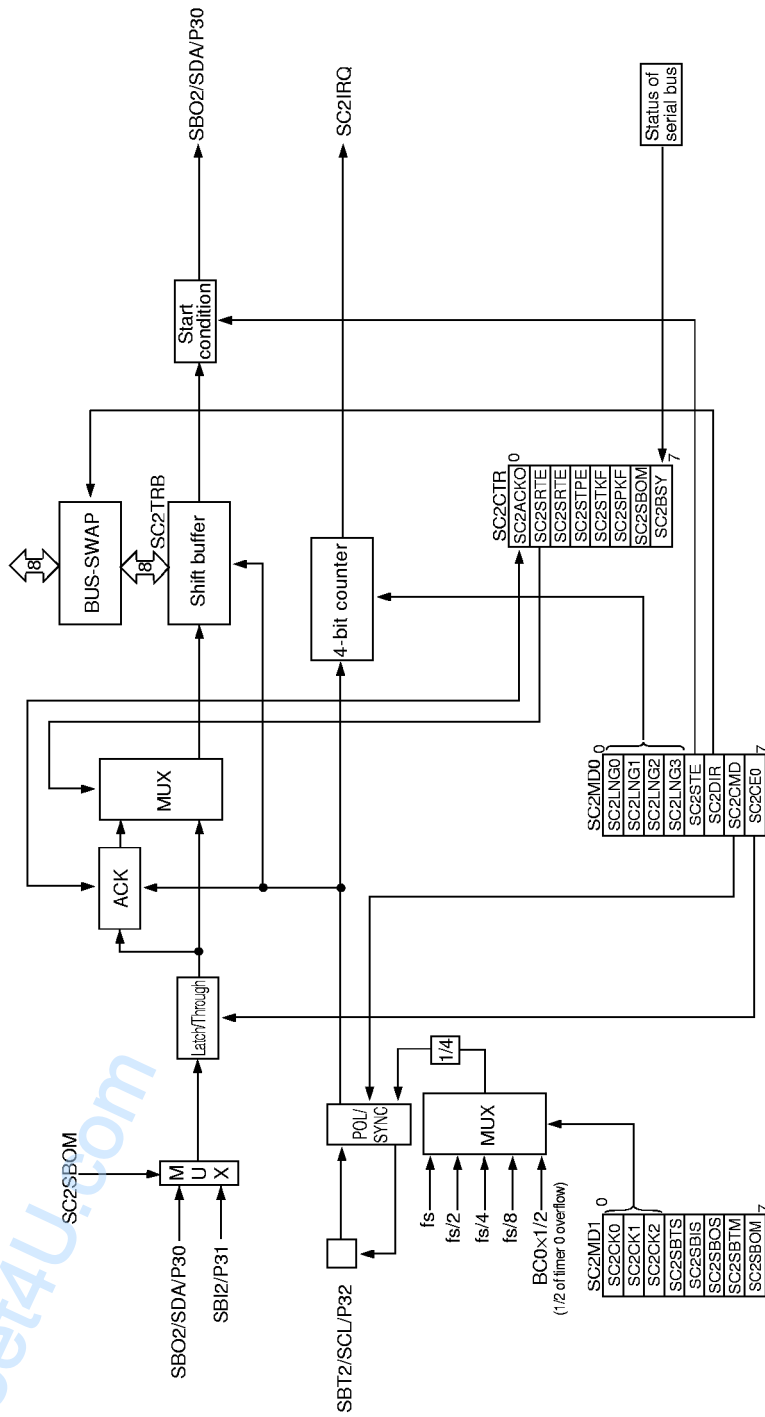 SC2SBOM
SBO2/SDA/P30
SBI2/P31
M
U
X
Latch/Through
ACK
MUX
8
BUS-SWAP
8
SC2TRB
Shift buffer
Start
condition
SBO2/SDA/P30
SBT2/SCL/P32
POL/
SYNC
1/4
MUX
fs
fs/2
fs/4
fs/8
BC0×1/2
(1/2 of timer 0 overflow)
4-bit counter
SC2IRQ
SC2MD1
0
SC2CK0
SC2CK1
SC2CK2
SC2SBTS
SC2SBIS
SC2SBOS
SC2SBTM
SC2SBOM
7
SC2MD0
0
SC2LNG0
SC2LNG1
SC2LNG2
SC2LNG3
SC2STE
SC2DIR
SC2CMD
SC2CE0
7
SC2CTR
0
SC2ACKO
SC2SRTE
SC2SRTE
SC2STPE
SC2STKF
SC2SPKF
SC2SBOM
SC2BSY
7
Status of
serial bus
et4U.com